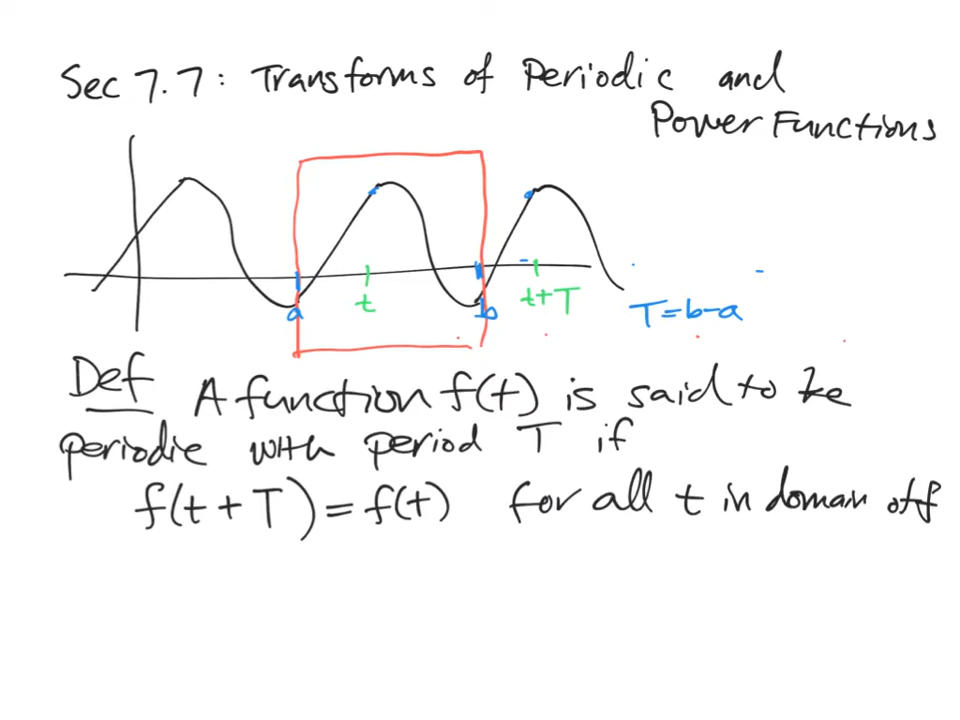 Sec 7.7: Transforms of Periodic and
Power Functions
a
t
b
t+T
T=b-a
Def A function f(t) is said to be
periodic with period T if
f(t+T)=f(t) for all t in domain of f